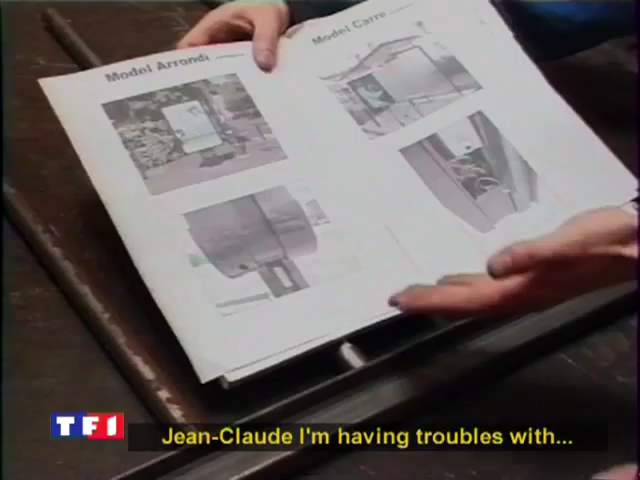 Model Arrondi
Model Carre
TF1
Jean-Claude I'm having troubles with...